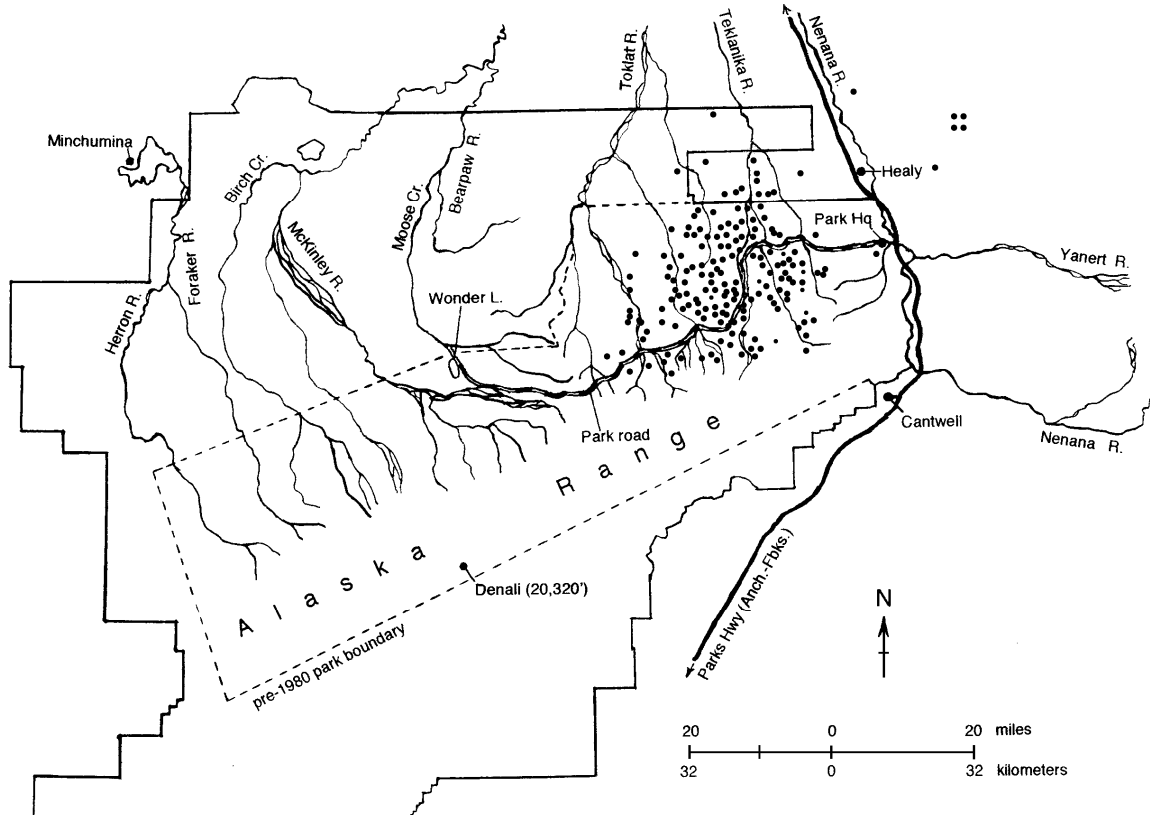 Toklat R.
Teklanika R.
Nenana R.
Minchumina
Birch Cr.
Bearpaw R.
Moose Cr.
Healy
McKinley R.
Foraker R.
Park Hq
Yanert R.
Herron R.
Wonder L.
Park road
Cantwell
Nenana R.
Alaska Range
Denali (20,320')
pre-1980 park boundary
Parks Hwy (Anch.-Fbks.)
N
20 0 20 miles
32 0 32 kilometers